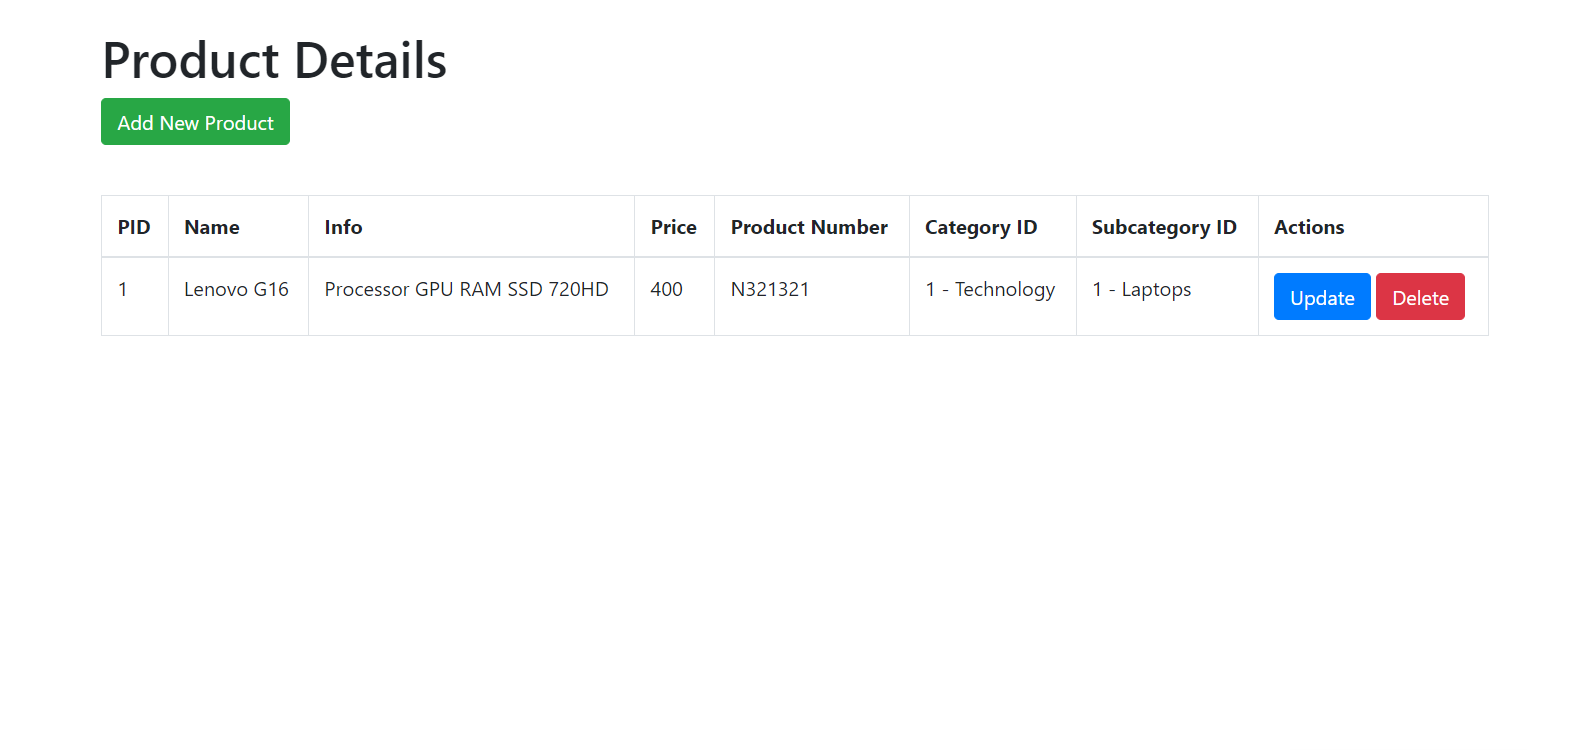 Product Details
Add New Product
PID Name Info Price Product Number Category ID Subcategory ID Actions
1 Lenovo G16 Processor GPU RAM SSD 720HD 400 N321321 1 - Technology 1 - Laptops Update Delete